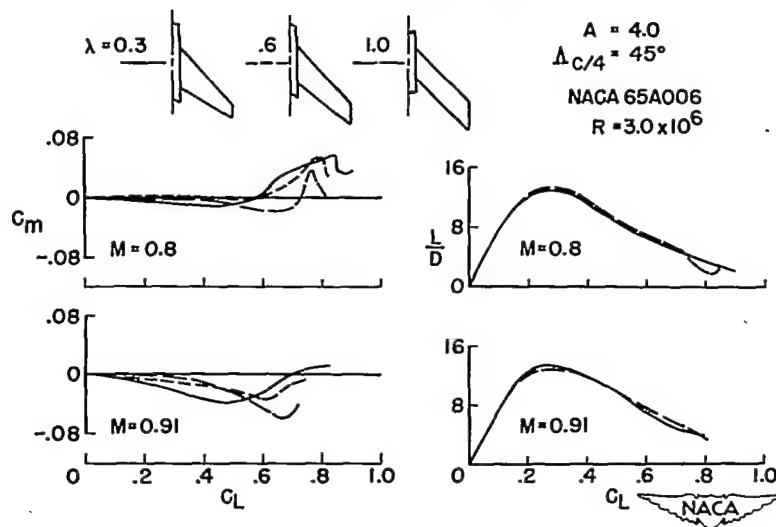 λ = 0.3
.6
1.0
A = 4.0
Λc/4 = 45°
NACA 65A006
R = 3.0 x 10⁶
.08
0
-.08
Cm
M = 0.8
16
8
0
L/D
M = 0.8
.08
0
-.08
M = 0.91
0 .2 .4 .6 .8 1.0
CL
16
8
M = 0.91
0 .2 .4 .6 .8 1.0
CL
NACA